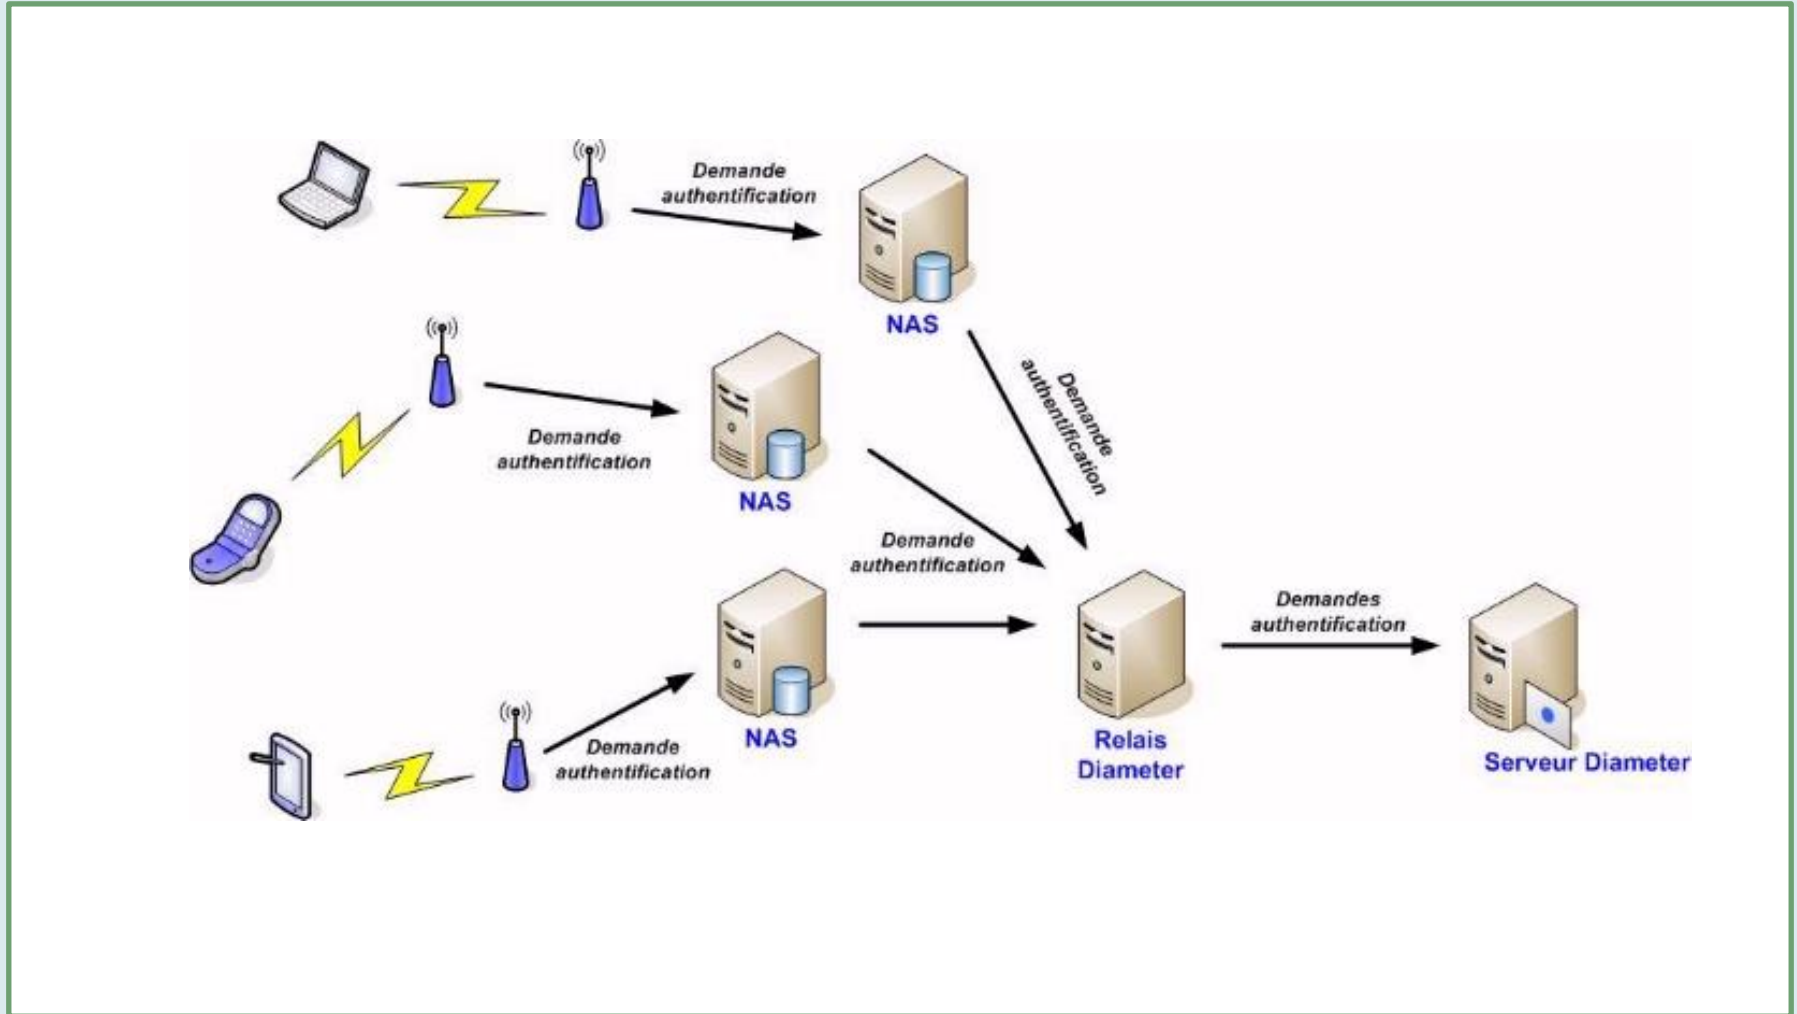 Demande
authentification
NAS
Demande
authentification
Demande
authentification
NAS
Demande
authentification
Demandes
authentification
NAS
Demande
authentification
Relais
Diameter
Serveur Diameter